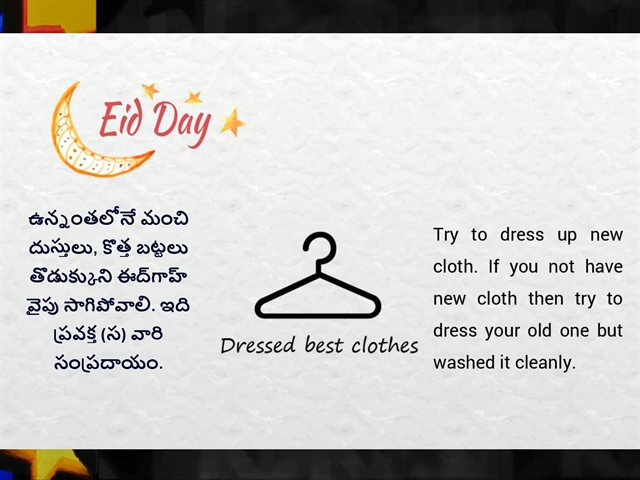 Eid Day
ఉన్నంతలోనే మంచి
దుస్తులు, కొత్త బట్టలు
తొడుక్కుని ఈద్‌గాహ్
వైపు సాగిపోవాలి. ఇది
ప్రవక్త (స) వారి
సంప్రదాయం.
Dressed best clothes
Try to dress up new
cloth. If you not have
new cloth then try to
dress your old one but
washed it cleanly.